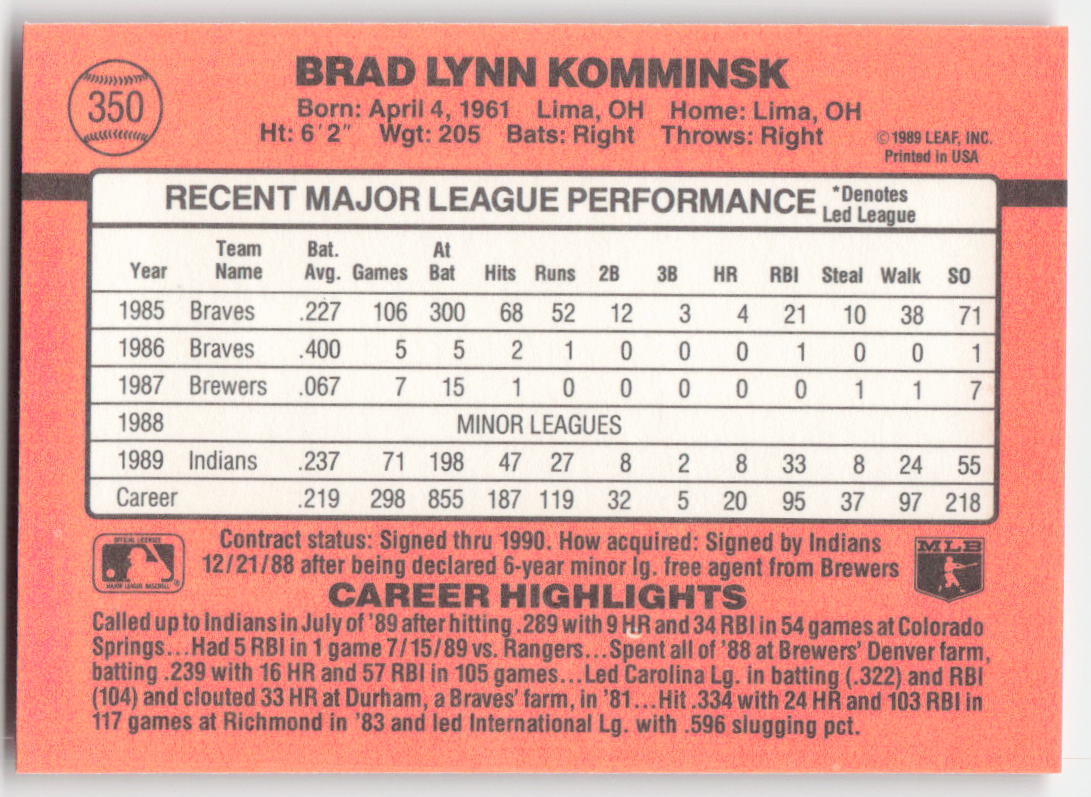 350
BRAD LYNN KOMMINSK
Born: April 4, 1961 Lima, OH Home: Lima, OH
Ht: 6'2" Wgt: 205 Bats: Right Throws: Right
©1989 LEAF, INC.
Printed in USA
RECENT MAJOR LEAGUE PERFORMANCE *Denotes Led League
Year Team Name Bat. Avg. Games At Bat Hits Runs 2B 3B HR RBI Steal Walk SO
1985 Braves .227 106 300 68 52 12 3 4 21 10 38 71
1986 Braves .400 5 5 2 1 0 0 0 1 0 0 1
1987 Brewers .067 7 15 1 0 0 0 0 0 1 1 7
1988 MINOR LEAGUES
1989 Indians .237 71 198 47 27 8 2 8 33 8 24 55
Career .219 298 855 187 119 32 5 20 95 37 97 218
OFFICIAL LICENSEE
MAJOR LEAGUE BASEBALL
®
Contract status: Signed thru 1990. How acquired: Signed by Indians
12/21/88 after being declared 6-year minor lg. free agent from Brewers
MLB
CAREER HIGHLIGHTS
Called up to Indians in July of '89 after hitting .289 with 9 HR and 34 RBI in 54 games at Colorado
Springs...Had 5 RBI in 1 game 7/15/89 vs. Rangers...Spent all of '88 at Brewers' Denver farm,
batting .239 with 16 HR and 57 RBI in 105 games...Led Carolina Lg. in batting (.322) and RBI
(104) and clouted 33 HR at Durham, a Braves' farm, in '81...Hit .334 with 24 HR and 103 RBI in
117 games at Richmond in '83 and led International Lg. with .596 slugging pct.